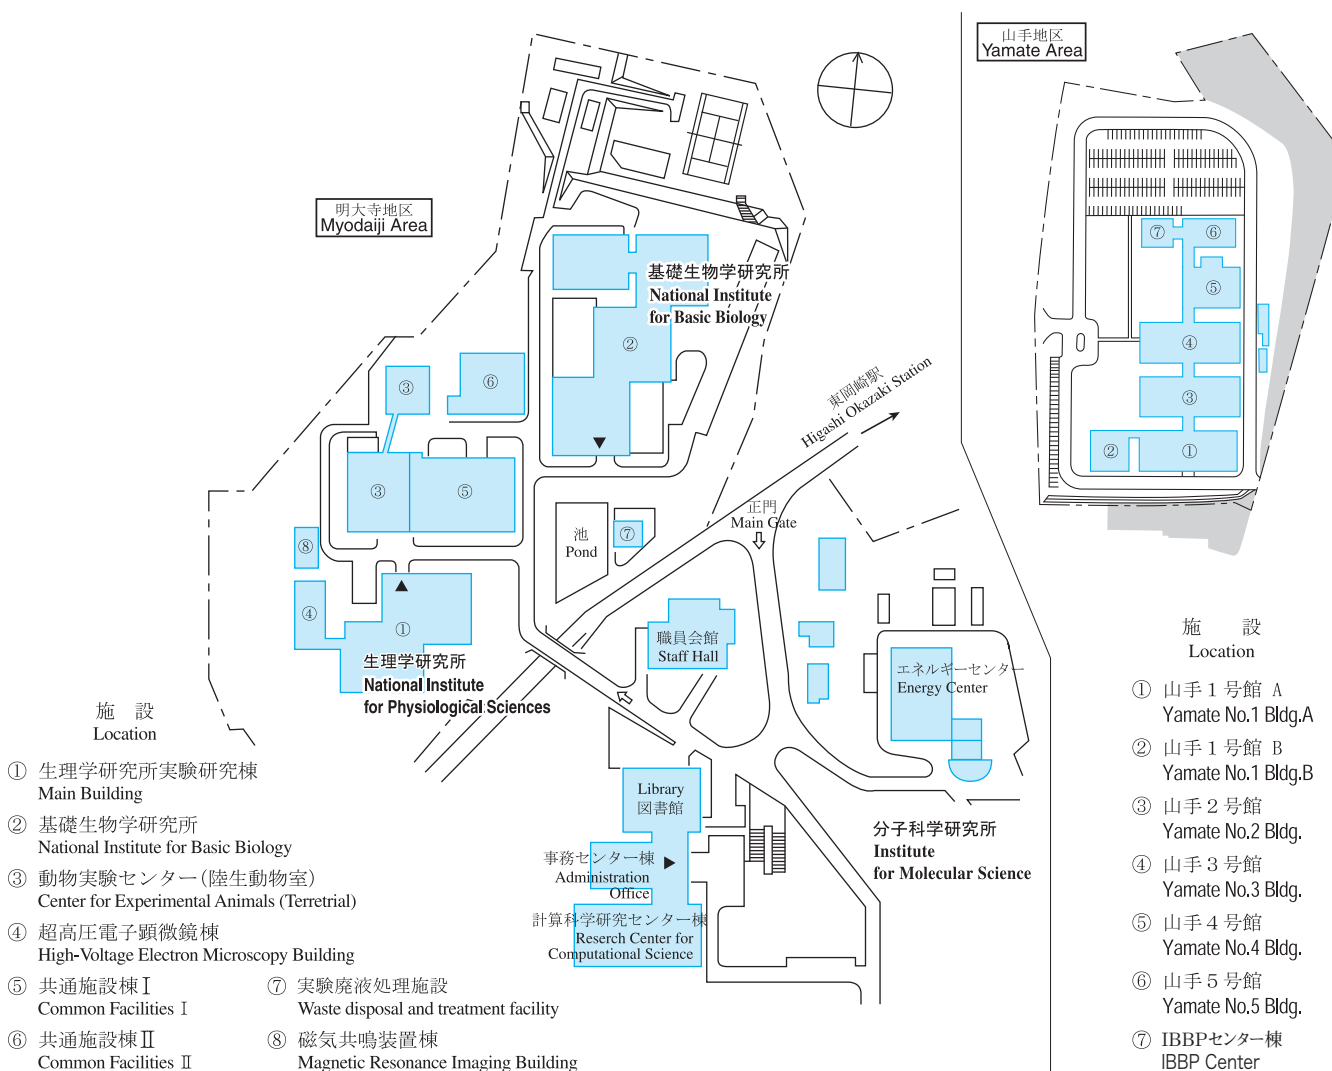 山手地区
Yamate Area
明大寺地区
Myodaiji Area
⑦
⑥
⑤
④
③
②
①
基礎生物学研究所
National Institute
for Basic Biology
②
③
⑥
③
⑤
東岡崎駅
Higashi Okazaki Station
正門
Main Gate
池
Pond
⑦
⑧
④
①
生理学研究所
National Institute
for Physiological Sciences
職員会館
Staff Hall
エネルギーセンター
Energy Center
Library
図書館
事務センター棟
Administration
Office
計算科学研究センター棟
Reserch Center for
Computational Science
分子科学研究所
Institute
for Molecular Science
施 設
Location
① 生理学研究所実験研究棟
Main Building
② 基礎生物学研究所
National Institute for Basic Biology
③ 動物実験センター(陸生動物室)
Center for Experimental Animals (Terretrial)
④ 超高圧電子顕微鏡棟
High-Voltage Electron Microscopy Building
⑤ 共通施設棟Ⅰ
Common Facilities Ⅰ
⑥ 共通施設棟Ⅱ
Common Facilities Ⅱ
⑦ 実験廃液処理施設
Waste disposal and treatment facility
⑧ 磁気共鳴装置棟
Magnetic Resonance Imaging Building
施 設
Location
① 山手1号館 A
Yamate No.1 Bldg.A
② 山手1号館 B
Yamate No.1 Bldg.B
③ 山手2号館
Yamate No.2 Bldg.
④ 山手3号館
Yamate No.3 Bldg.
⑤ 山手4号館
Yamate No.4 Bldg.
⑥ 山手5号館
Yamate No.5 Bldg.
⑦ IBBPセンター棟
IBBP Center